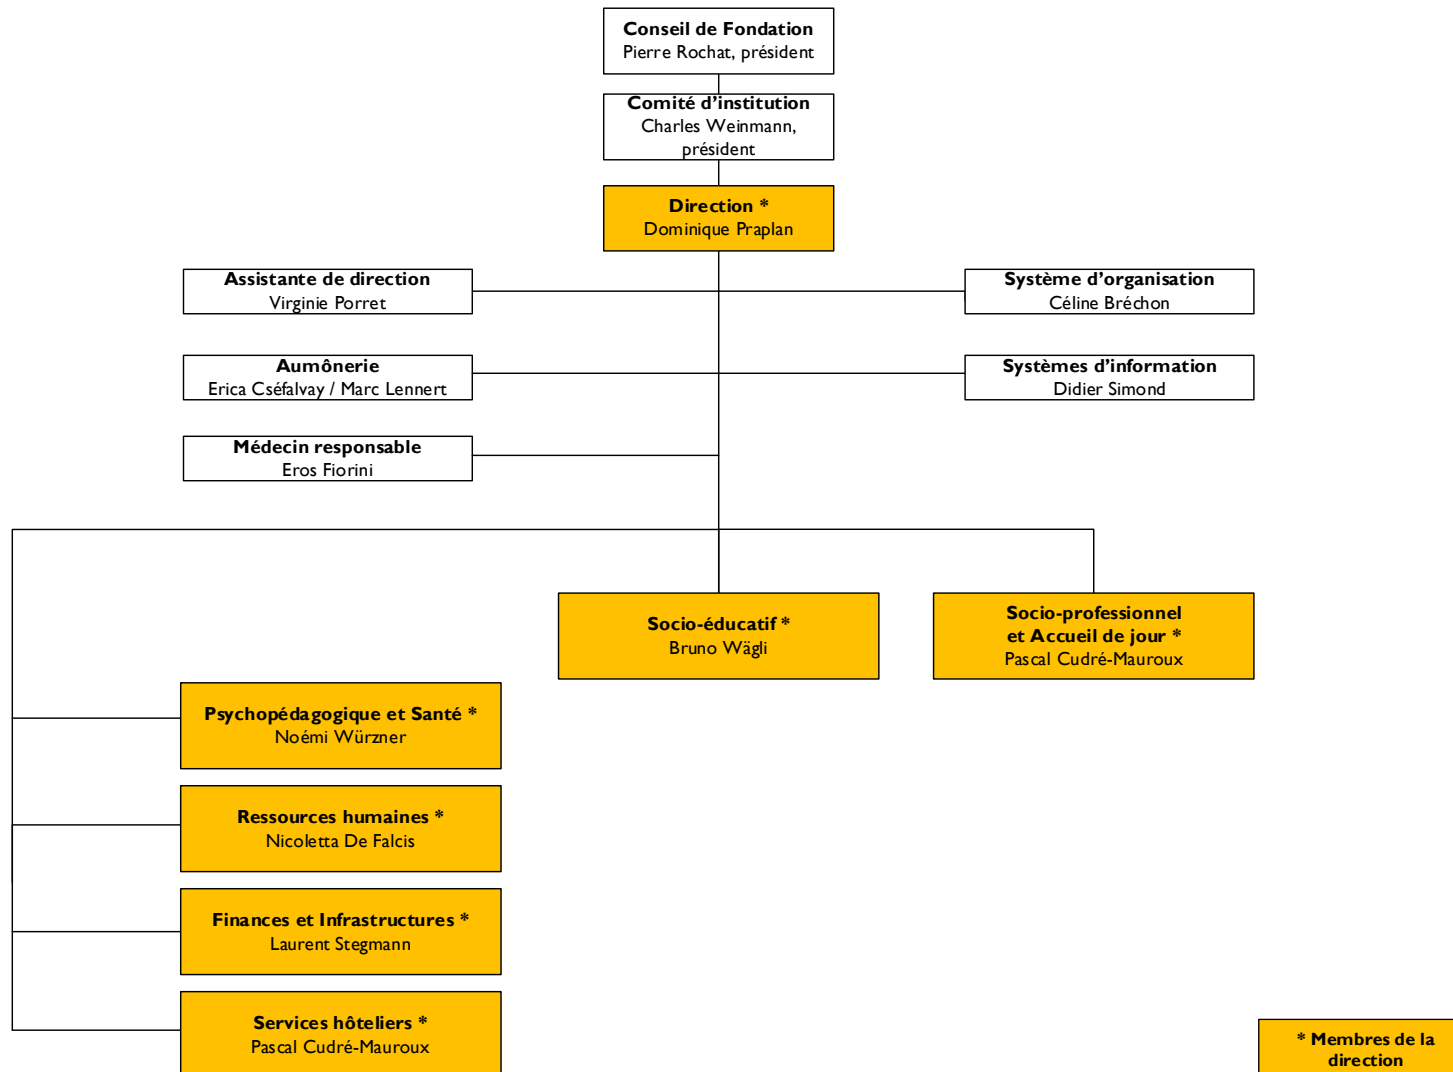 Conseil de Fondation
Pierre Rochat, président
Comité d'institution
Charles Weinmann,
président
Direction *
Dominique Praplan
Assistante de direction
Virginie Porret
Système d'organisation
Céline Bréchon
Aumônerie
Erica Cséfalvay / Marc Lennert
Systèmes d'information
Didier Simond
Médecin responsable
Eros Fiorini
Socio-éducatif *
Bruno Wägli
Socio-professionnel
et Accueil de jour *
Pascal Cudré-Mauroux
Psychopédagogique et Santé *
Noémi Würzner
Ressources humaines *
Nicoletta De Falcis
Finances et Infrastructures *
Laurent Stegmann
Services hôteliers *
Pascal Cudré-Mauroux
* Membres de la
direction